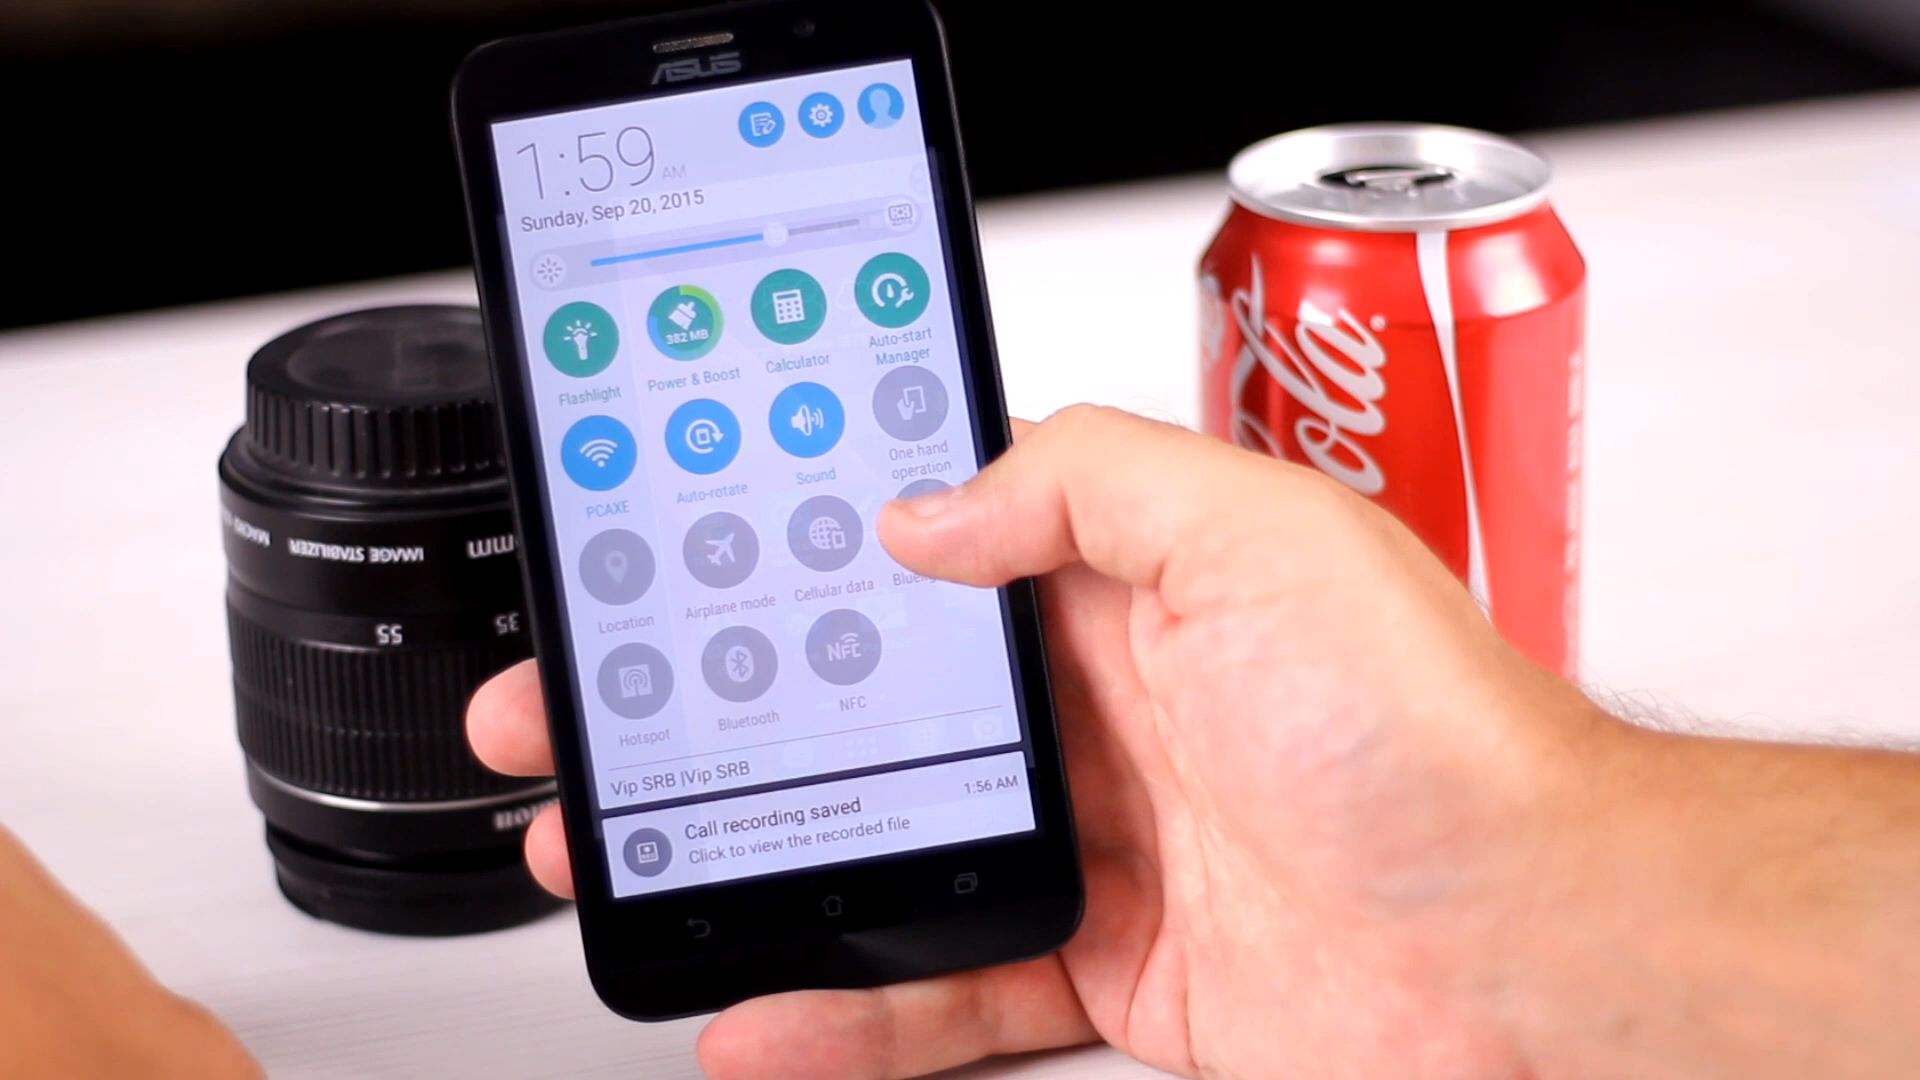 ASUS
1:59 AM
Sunday, Sep 20, 2015
AUTO
382 MB
Flashlight
Power & Boost
Calculator
Auto-start
Manager
PCAXE
Auto-rotate
Sound
One hand
operation
Location
Airplane mode
Cellular data
Hotspot
Bluetooth
NFC
NFC
Vip SRB |Vip SRB
Call recording saved
1:56 AM
Click to view the recorded file
MACRO
IMAGE STABILIZER
mm
55
35
Cola